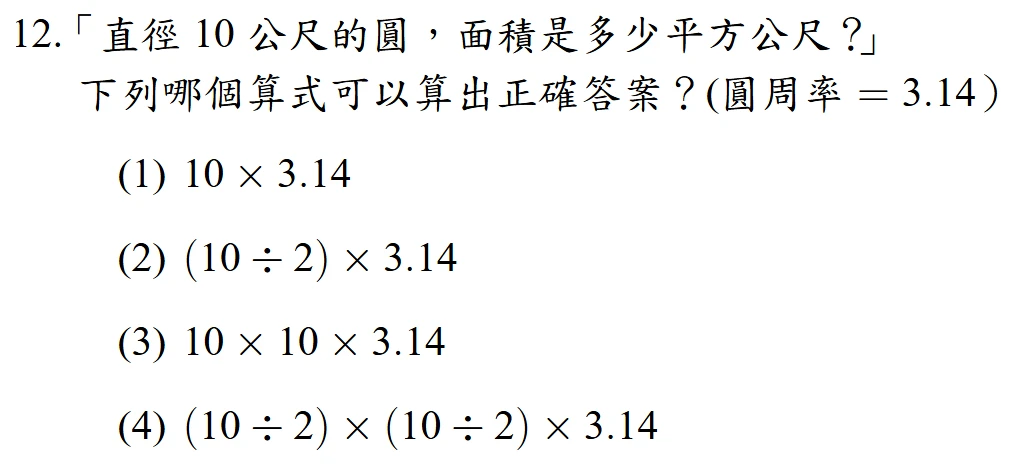 12.「直徑 10 公尺的圓，面積是多少平方公尺？」
下列哪個算式可以算出正確答案？(圓周率 = 3.14）
(1) 10 × 3.14
(2) (10 ÷ 2) × 3.14
(3) 10 × 10 × 3.14
(4) (10 ÷ 2) × (10 ÷ 2) × 3.14